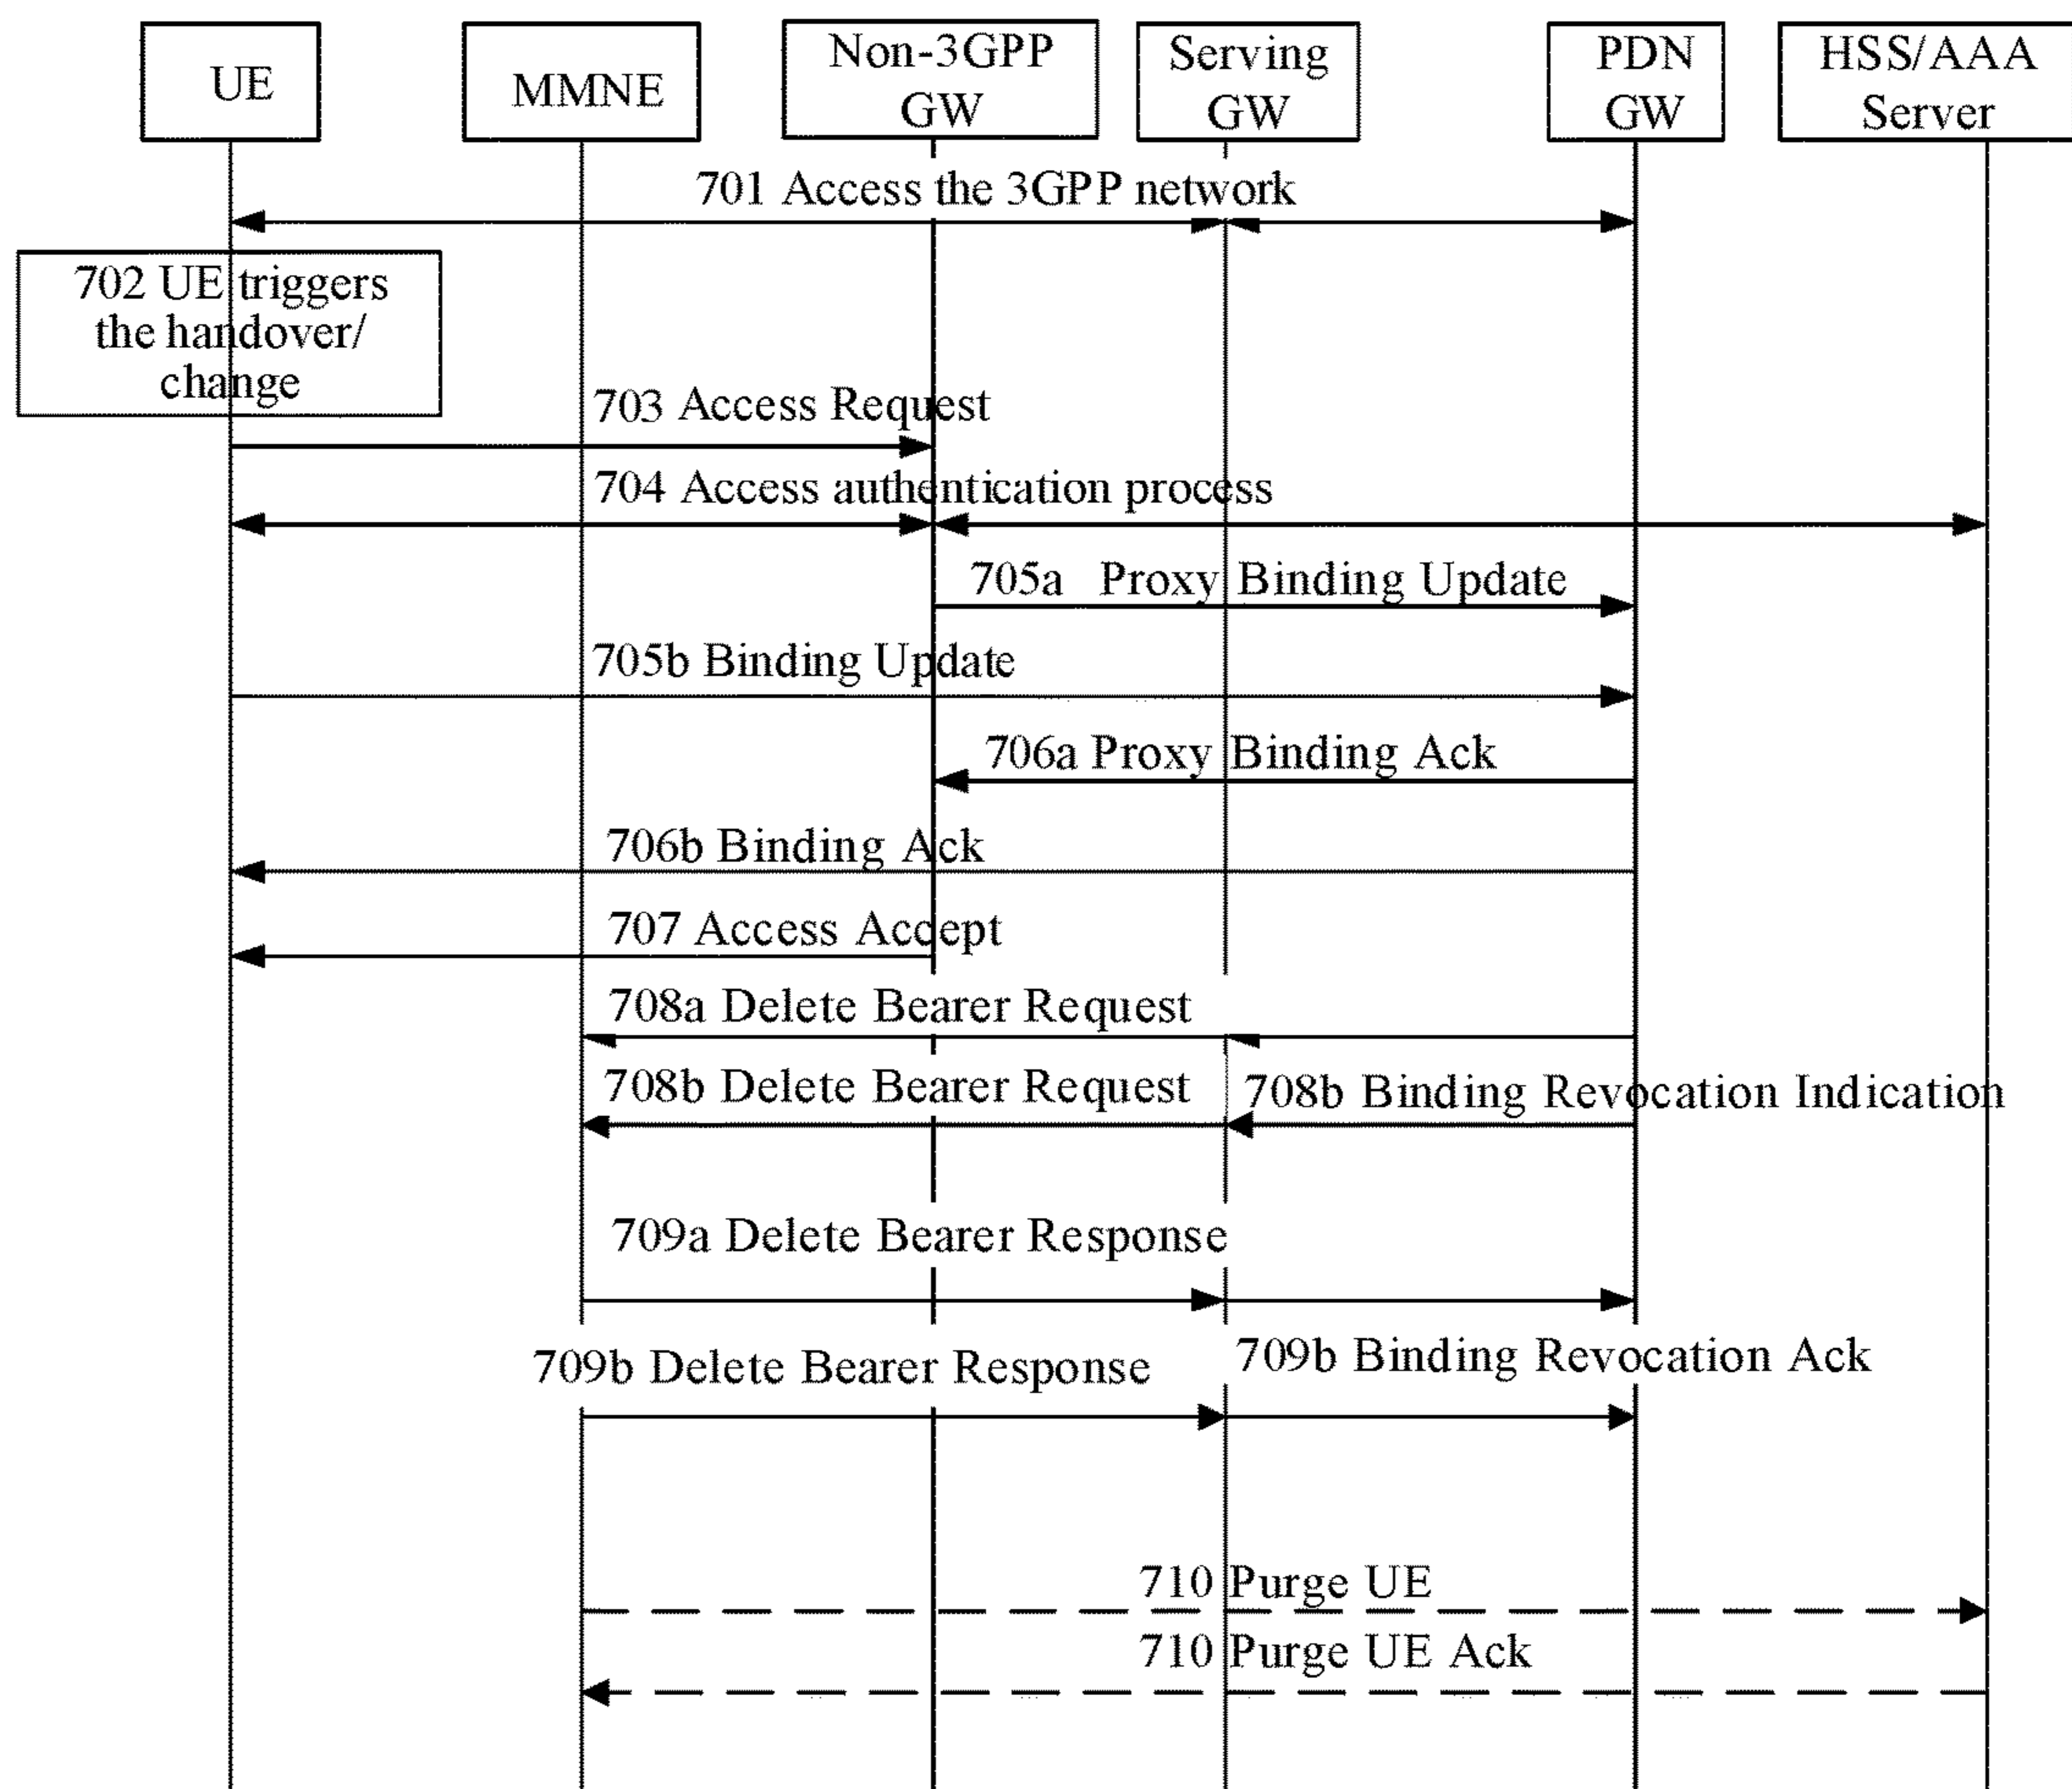 UE
MMNE
Non-3GPP
GW
Serving
GW
PDN
GW
HSS/AAA
Server
701 Access the 3GPP network
702 UE triggers
the handover/
change
703 Access Request
704 Access authentication process
705a Proxy Binding Update
705b Binding Update
706a Proxy Binding Ack
706b Binding Ack
707 Access Accept
708a Delete Bearer Request
708b Delete Bearer Request
708b Binding Revocation Indication
709a Delete Bearer Response
709b Delete Bearer Response
709b Binding Revocation Ack
710 Purge UE
710 Purge UE Ack